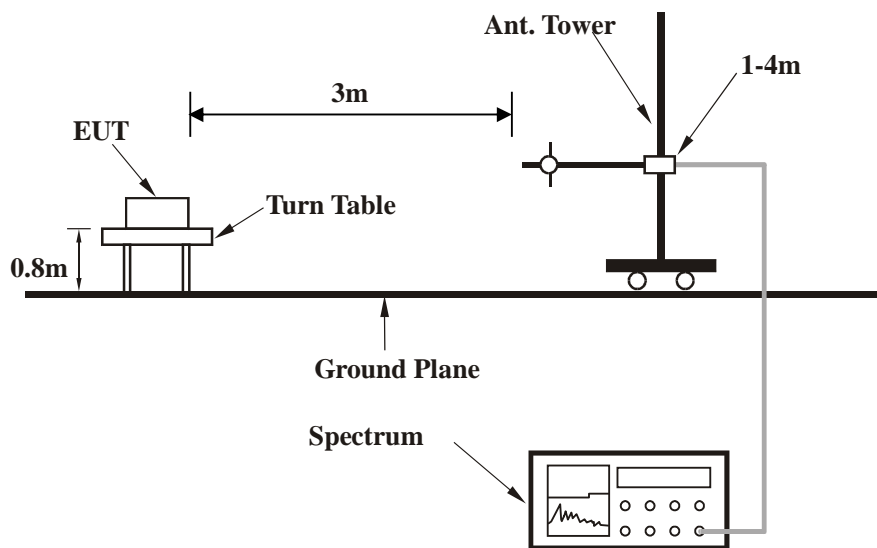 Ant. Tower
1-4m
3m
EUT
Turn Table
0.8m
Ground Plane
Spectrum